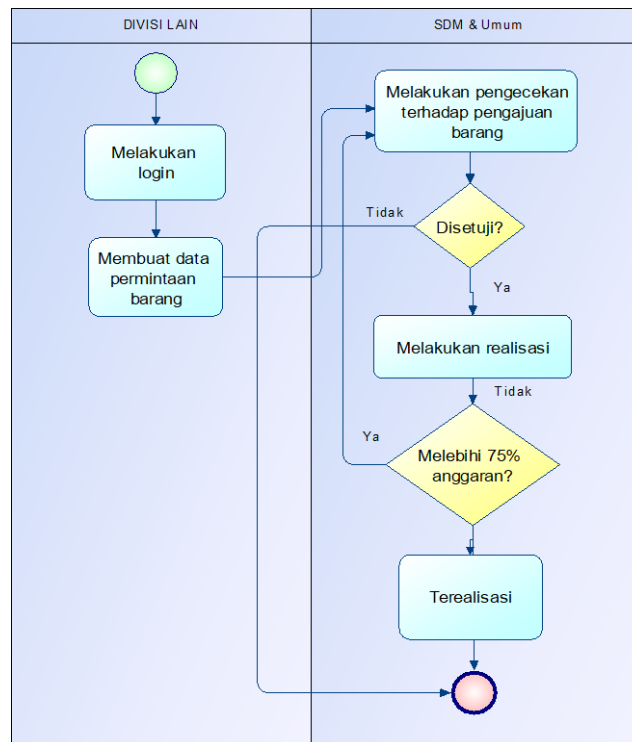 DIVISI LAIN
SDM & Umum
Melakukan
login
Membuat data
permintaan
barang
Melakukan pengecekan
terhadap pengajuan
barang
Tidak
Disetuji?
Ya
Melakukan realisasi
Tidak
Ya
Melebihi 75%
anggaran?
Terealisasi